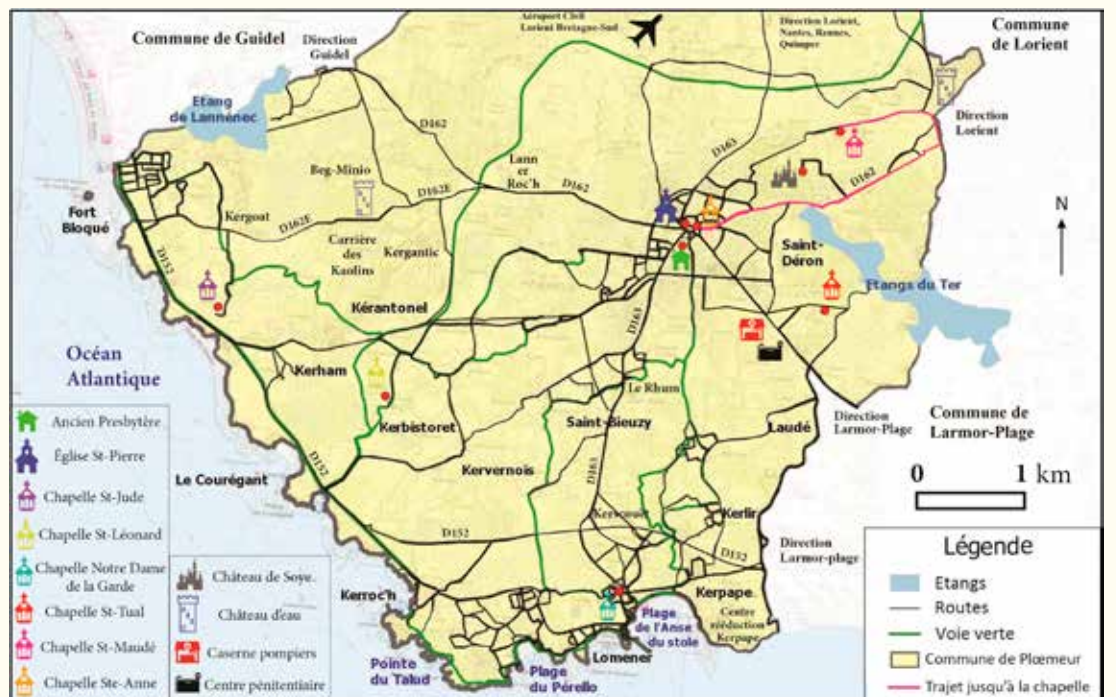 Aéroport Civil
Lorient Bretagne-Sud
Direction Lorient,
Nantes, Rennes,
Quimper
Commune
de Lorient
Commune de Guidel
Direction
Guidel
Etang
de Lannénec
D162
Direction
Lorient
D163
Lann
er
Roc'h
D162
D162
Beg-Minio
D162E
Fort
Bloqué
Kergoat
D162E
Carrière
des
Kaolins
Kergantic
Saint-
Déron
N
D152
Etangs du Ter
Kérantonel
Océan
Atlantique
Kerham
D163
Le Rhum
Kerbistoret
Saint-Bieuzy
Laudé
Direction
Larmor-Plage
Commune de
Larmor-Plage
D152
Le Courégant
Kervernois
D163
0 1 km
Kerlir
D152
D152
Direction
Larmor-plage
Kerroc'h
Kerpape
Centre
rééduction
Kerpape
Plage
de l'Anse
du stole
Lomener
Pointe
du Talud
Plage
du Pérello
Ancien Presbytère
Église St-Pierre
Chapelle St-Jude
Chapelle St-Léonard
Chapelle Notre Dame
de la Garde
Chapelle St-Tual
Chapelle St-Maudé
Chapelle Ste-Anne
Château de Soye.
Château d'eau
Caserne pompiers
Centre pénitentiaire
Légende
Etangs
Routes
Voie verte
Commune de Plœmeur
Trajet jusqu'à la chapelle